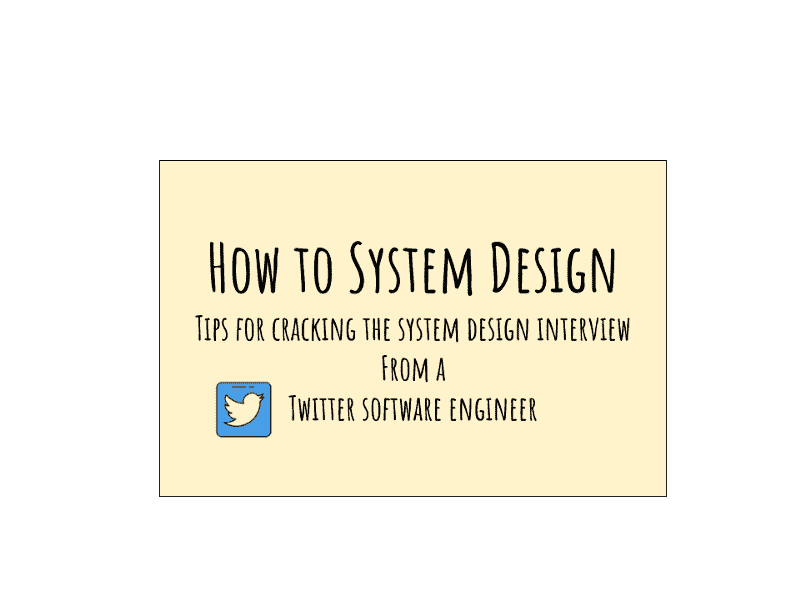 How to System Design
Tips for cracking the system design interview
From a
Twitter software engineer